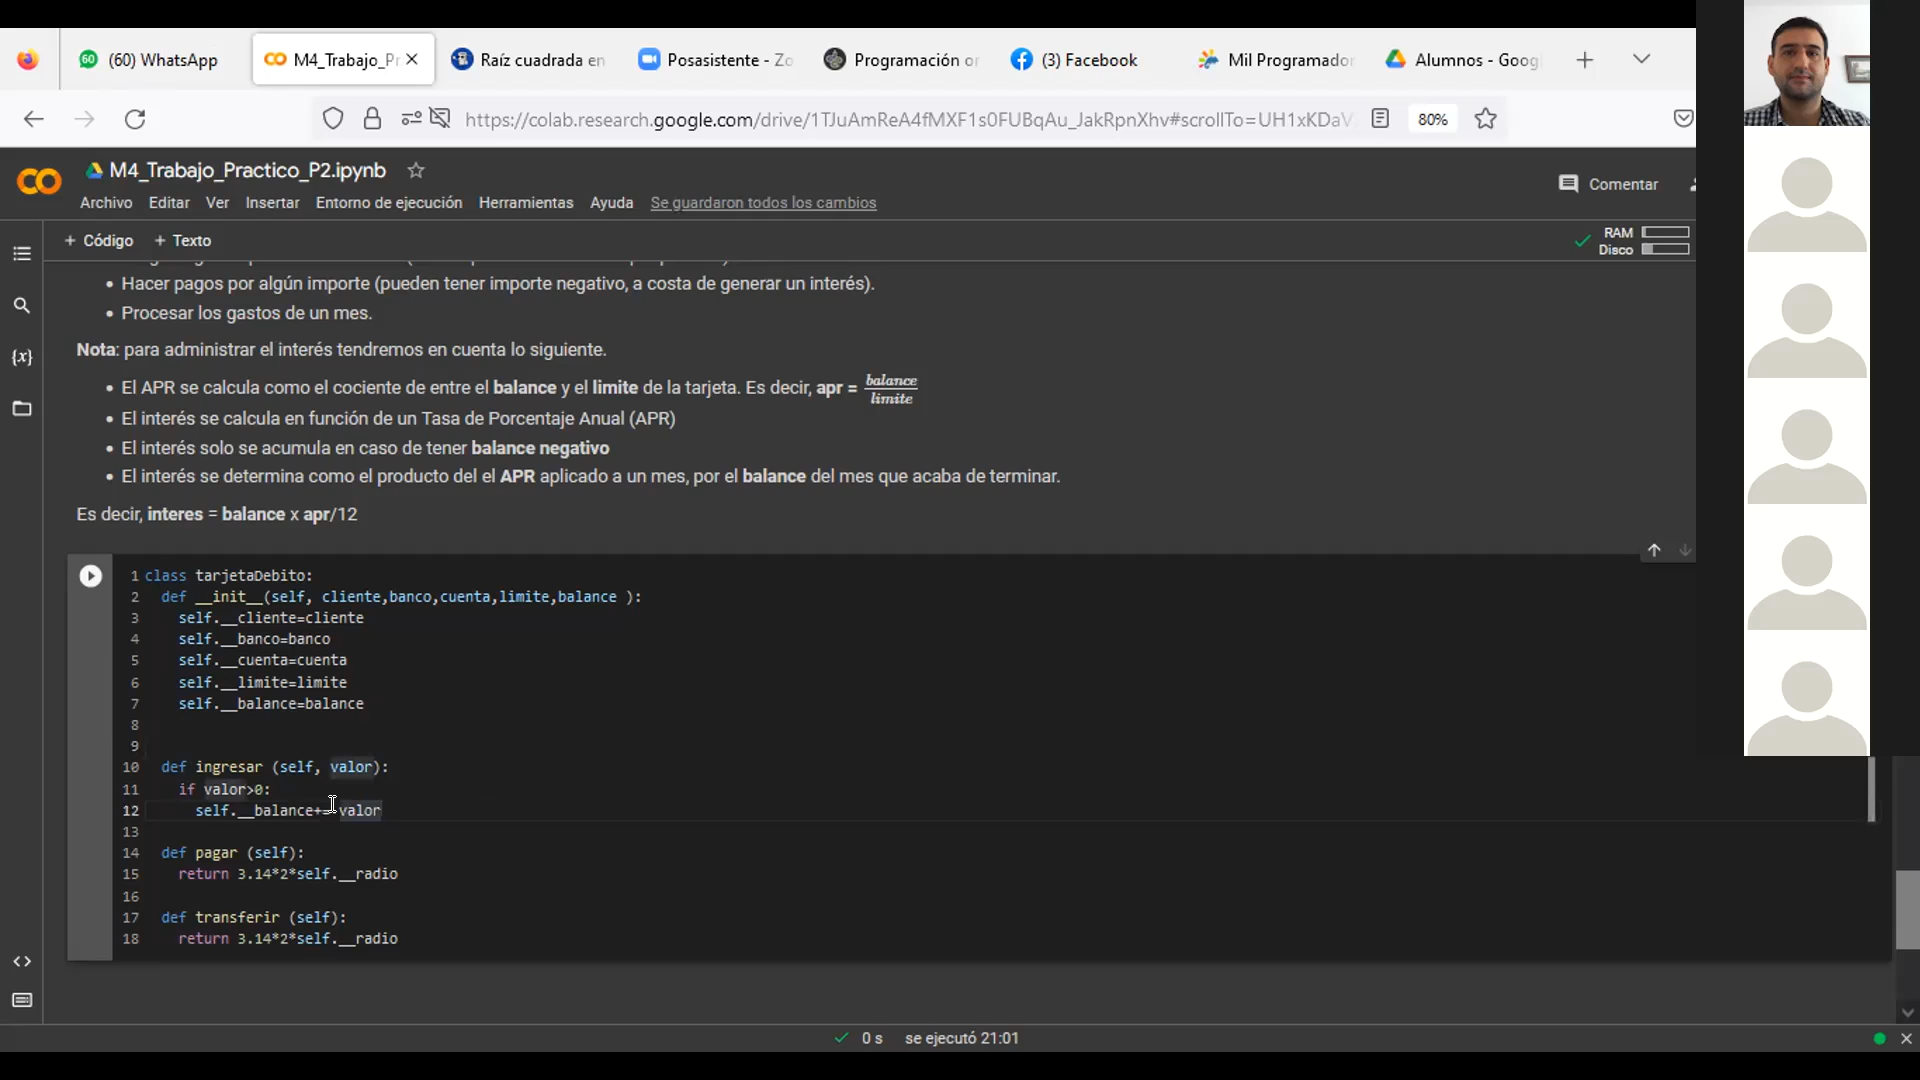 (60) WhatsApp
M4_Trabajo_Pr
Raíz cuadrada en
Posasistente - Zo
Programación or
(3) Facebook
Mil Programador
Alumnos - Googl
https://colab.research.google.com/drive/1TJuAmReA4fMXF1s0FUBqAu_JakRpnXhv#scrollTo=UH1xKDaV
80%
M4_Trabajo_Practico_P2.ipynb
Comentar
Archivo Editar Ver Insertar Entorno de ejecución Herramientas Ayuda Se guardaron todos los cambios
+ Código + Texto
RAM
Disco
• Hacer pagos por algún importe (pueden tener importe negativo, a costa de generar un interés).
• Procesar los gastos de un mes.
Nota: para administrar el interés tendremos en cuenta lo siguiente.
• El APR se calcula como el cociente de entre el balance y el limite de la tarjeta. Es decir, apr = balance/limite
• El interés se calcula en función de un Tasa de Porcentaje Anual (APR)
• El interés solo se acumula en caso de tener balance negativo
• El interés se determina como el producto del el APR aplicado a un mes, por el balance del mes que acaba de terminar.
Es decir, interes = balance x apr/12
1 class tarjetaDebito:
2 def __init__(self, cliente,banco,cuenta,limite,balance ):
3 self.__cliente=cliente
4 self.__banco=banco
5 self.__cuenta=cuenta
6 self.__limite=limite
7 self.__balance=balance
8
9
10 def ingresar (self, valor):
11 if valor>0:
12 self.__balance+= valor
13
14 def pagar (self):
15 return 3.14*2*self.__radio
16
17 def transferir (self):
18 return 3.14*2*self.__radio
0 s se ejecutó 21:01